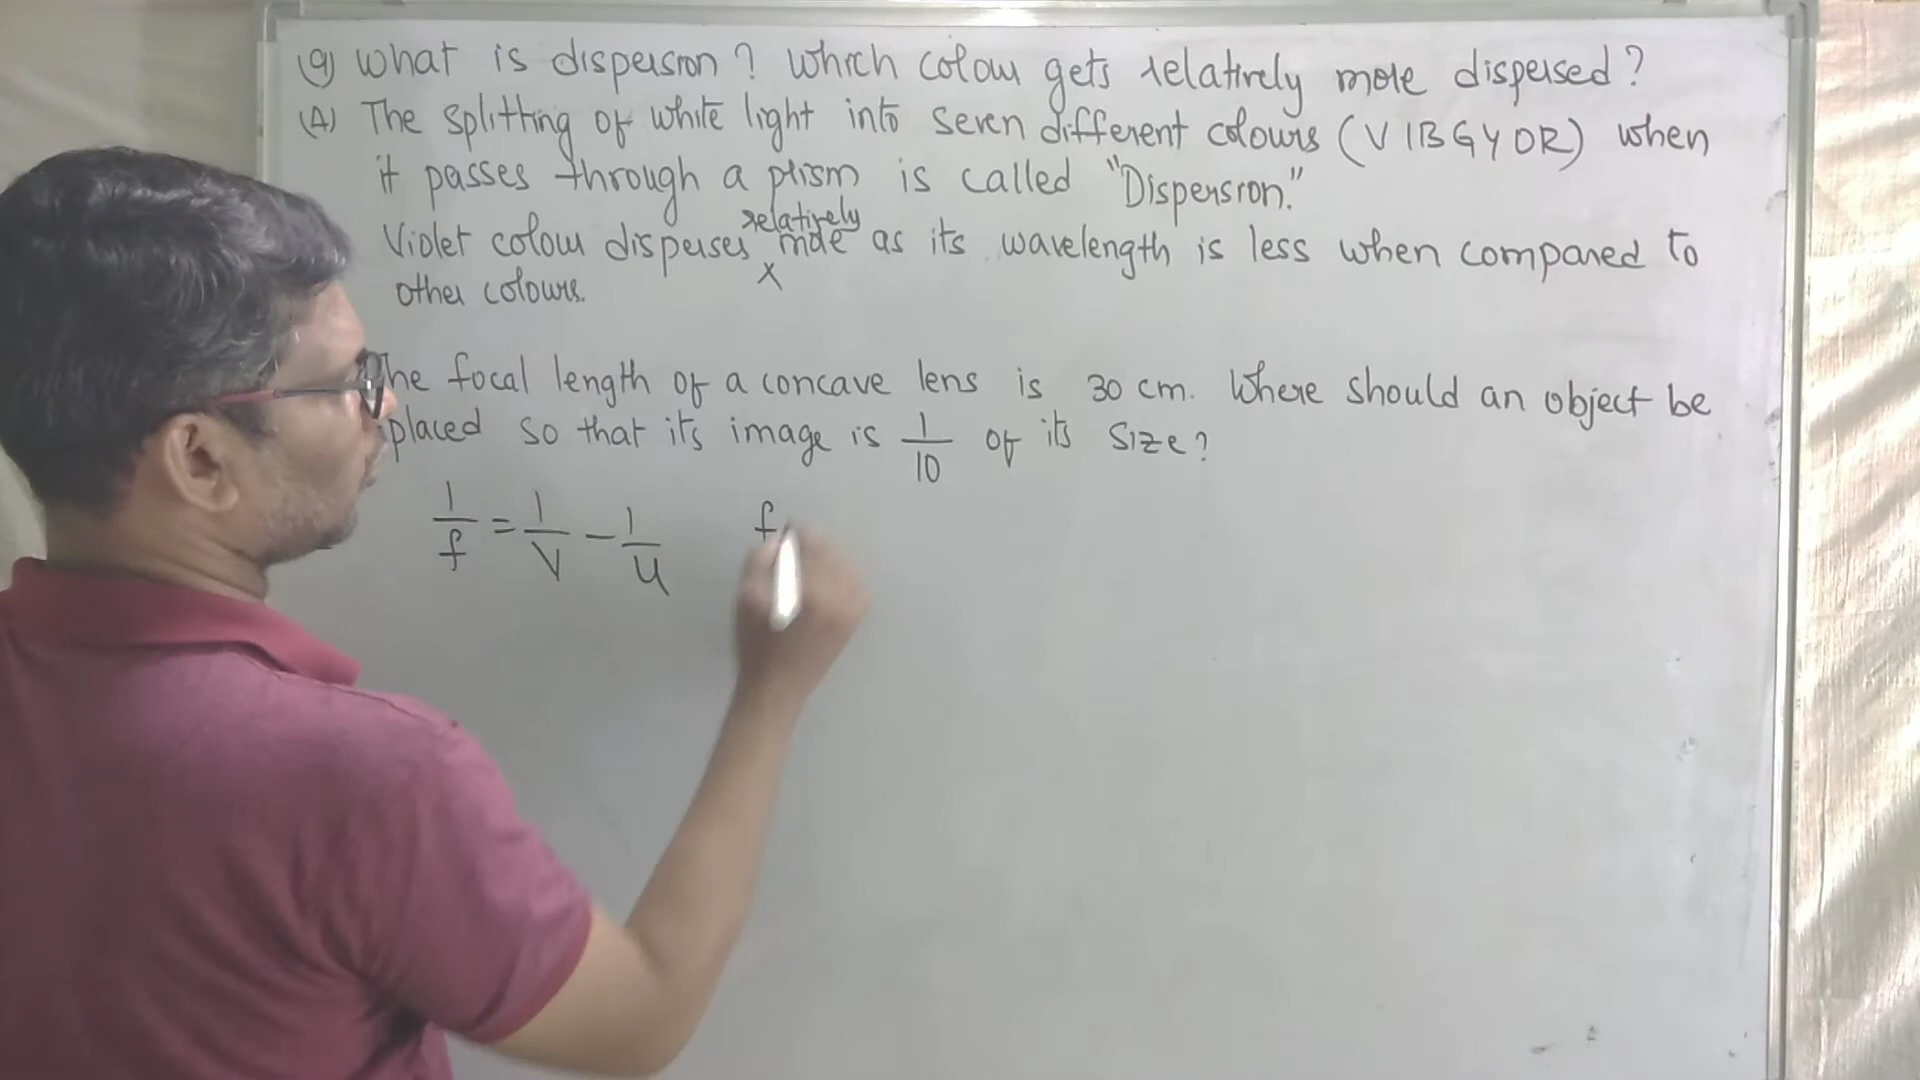 (9) What is dispersion? Which colour gets relatively more dispersed?
(A) The splitting of white light into seven different colours (VIBGYOR) when
it passes through a prism is called "Dispersion."
relatively
Violet colour disperses x more as its wavelength is less when compared to
other colours.
he focal length of a concave lens is 30 cm. Where should an object be
placed so that its image is 1/10 of its size?
1/f = 1/V - 1/u f